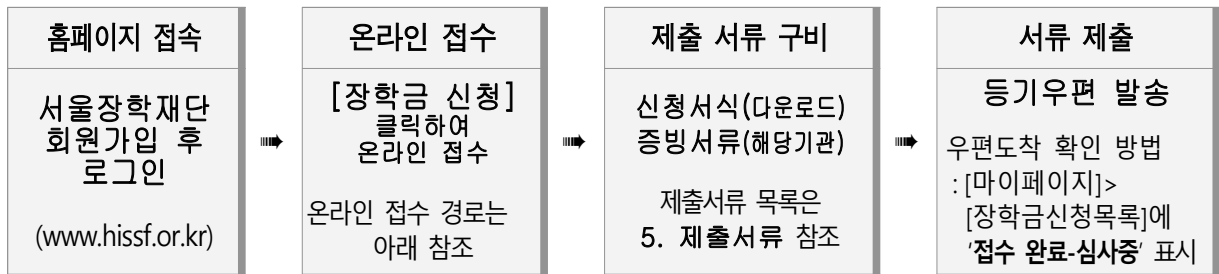 홈페이지 접속
서울장학재단
회원가입 후
로그인
(www.hissf.or.kr)
➠
온라인 접수
[장학금 신청]
클릭하여
온라인 접수
온라인 접수 경로는
아래 참조
➠
제출 서류 구비
신청서식(다운로드)
증빙서류(해당기관)
제출서류 목록은
5. 제출서류 참조
➠
서류 제출
등기우편 발송
우편도착 확인 방법
: [마이페이지]>
[장학금신청목록]에
'접수 완료-심사중' 표시